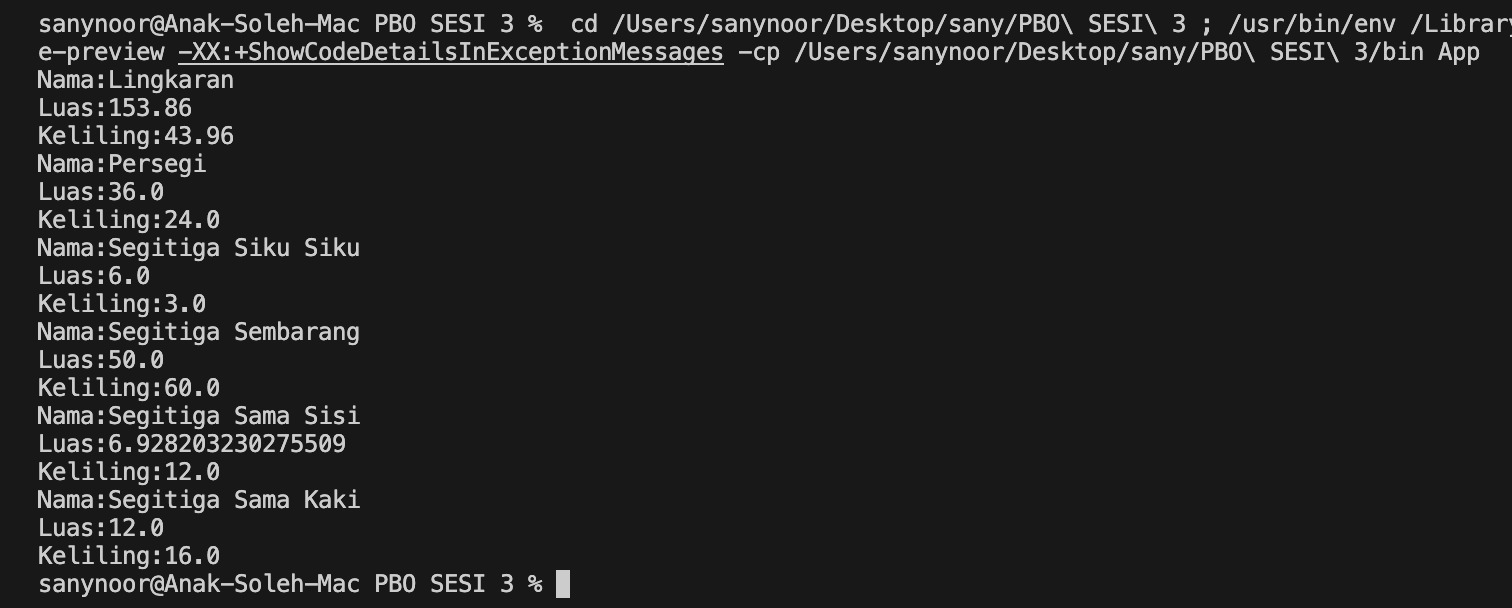 sanynoor@Anak-Soleh-Mac PBO SESI 3 %  cd /Users/sanynoor/Desktop/sany/PBO\ SESI\ 3 ; /usr/bin/env /Library
e-preview -XX:+ShowCodeDetailsInExceptionMessages -cp /Users/sanynoor/Desktop/sany/PBO\ SESI\ 3/bin App
Nama:Lingkaran
Luas:153.86
Keliling:43.96
Nama:Persegi
Luas:36.0
Keliling:24.0
Nama:Segitiga Siku Siku
Luas:6.0
Keliling:3.0
Nama:Segitiga Sembarang
Luas:50.0
Keliling:60.0
Nama:Segitiga Sama Sisi
Luas:6.928203230275509
Keliling:12.0
Nama:Segitiga Sama Kaki
Luas:12.0
Keliling:16.0
sanynoor@Anak-Soleh-Mac PBO SESI 3 %